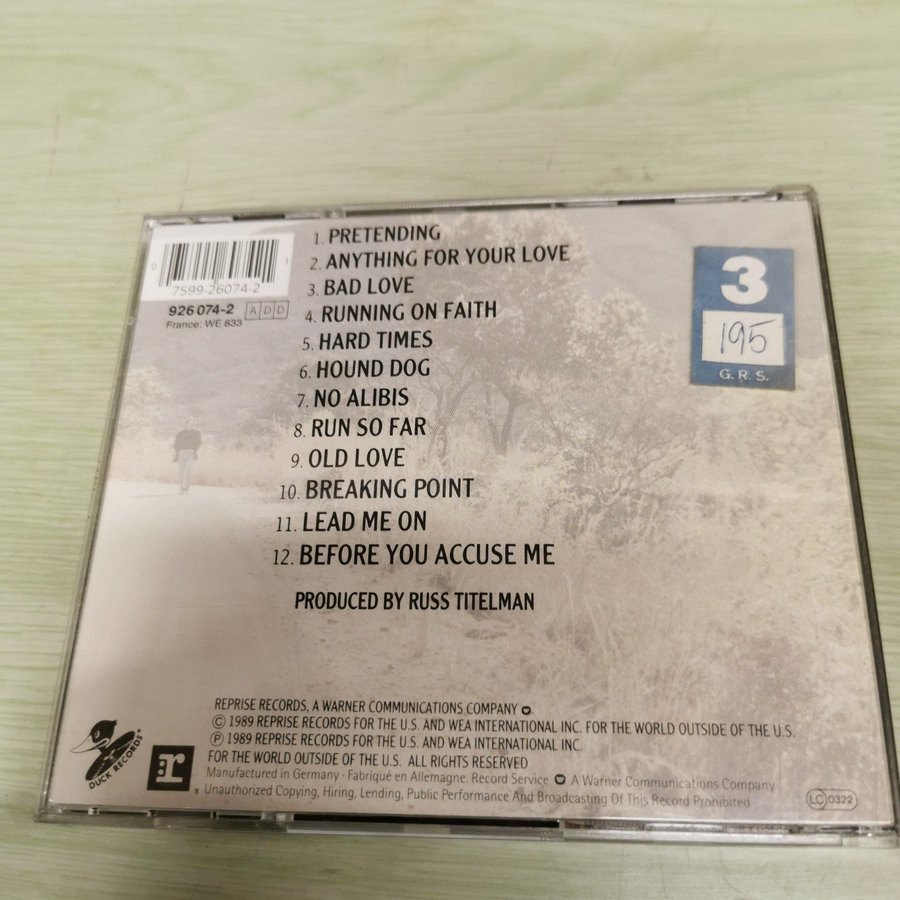 0 7599-26074-2 1
926 074-2 ADD
France: WE 833
1. PRETENDING
2. ANYTHING FOR YOUR LOVE
3. BAD LOVE
4. RUNNING ON FAITH
5. HARD TIMES
6. HOUND DOG
7. NO ALIBIS
8. RUN SO FAR
9. OLD LOVE
10. BREAKING POINT
11. LEAD ME ON
12. BEFORE YOU ACCUSE ME
PRODUCED BY RUSS TITELMAN
3
195
G.R.S.
REPRISE RECORDS, A WARNER COMMUNICATIONS COMPANY
© 1989 REPRISE RECORDS FOR THE U.S. AND WEA INTERNATIONAL INC. FOR THE WORLD OUTSIDE OF THE U.S.
℗ 1989 REPRISE RECORDS FOR THE U.S. AND WEA INTERNATIONAL INC.
FOR THE WORLD OUTSIDE OF THE U.S. ALL RIGHTS RESERVED
Manufactured in Germany · Fabriqué en Allemagne. Record Service A Warner Communications Company
Unauthorized Copying, Hiring, Lending, Public Performance And Broadcasting Of This Record Prohibited
DUCK RECORDS
:r
LC 0322